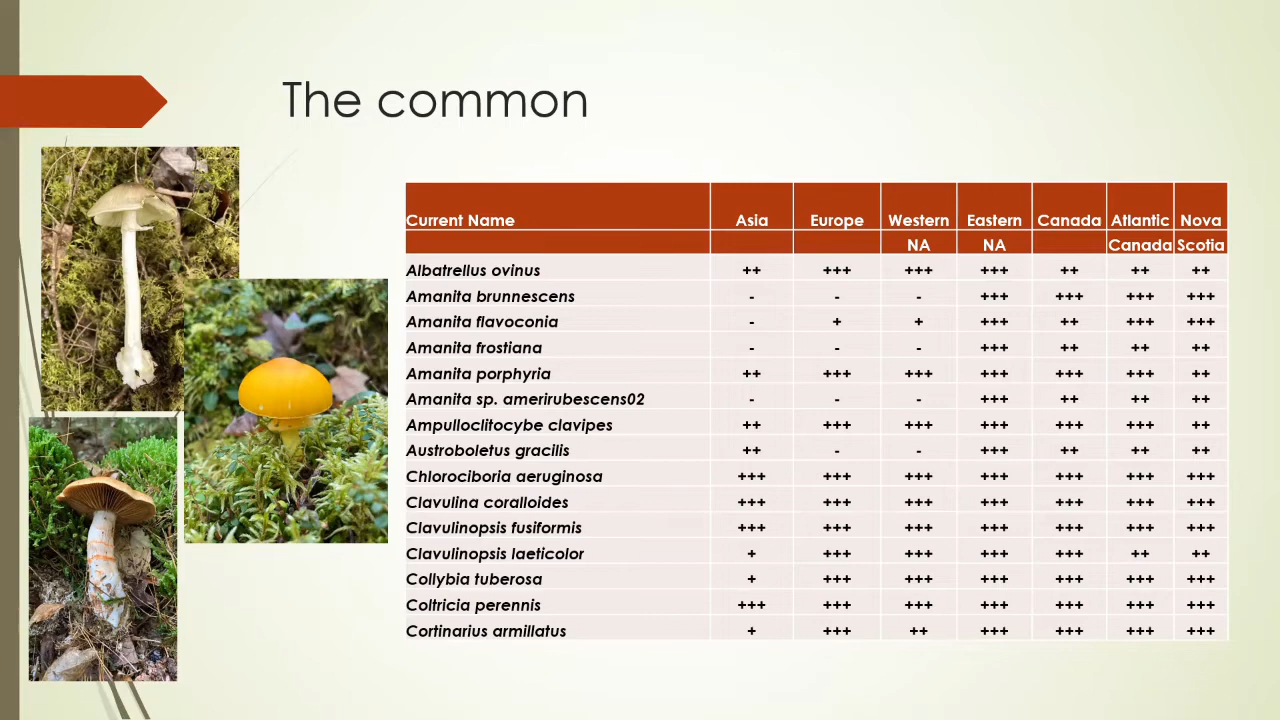 The common
Current Name Asia Europe Western Eastern Canada Atlantic Nova
NA NA Canada Scotia
Albatrellus ovinus ++ +++ +++ +++ ++ ++ ++
Amanita brunnescens - - - +++ +++ +++ +++
Amanita flavoconia - + + +++ ++ +++ +++
Amanita frostiana - - - +++ ++ ++ ++
Amanita porphyria ++ +++ +++ +++ +++ +++ ++
Amanita sp. amerirubescens02 - - - +++ ++ ++ ++
Ampulloclitocybe clavipes ++ +++ +++ +++ +++ +++ ++
Austroboletus gracilis ++ - - +++ ++ ++ ++
Chlorociboria aeruginosa +++ +++ +++ +++ +++ +++ +++
Clavulina coralloides +++ +++ +++ +++ +++ +++ +++
Clavulinopsis fusiformis +++ +++ +++ +++ +++ +++ +++
Clavulinopsis laeticolor + +++ +++ +++ +++ ++ ++
Collybia tuberosa + +++ +++ +++ +++ +++ +++
Coltricia perennis +++ +++ +++ +++ +++ +++ +++
Cortinarius armillatus + +++ ++ +++ +++ +++ +++